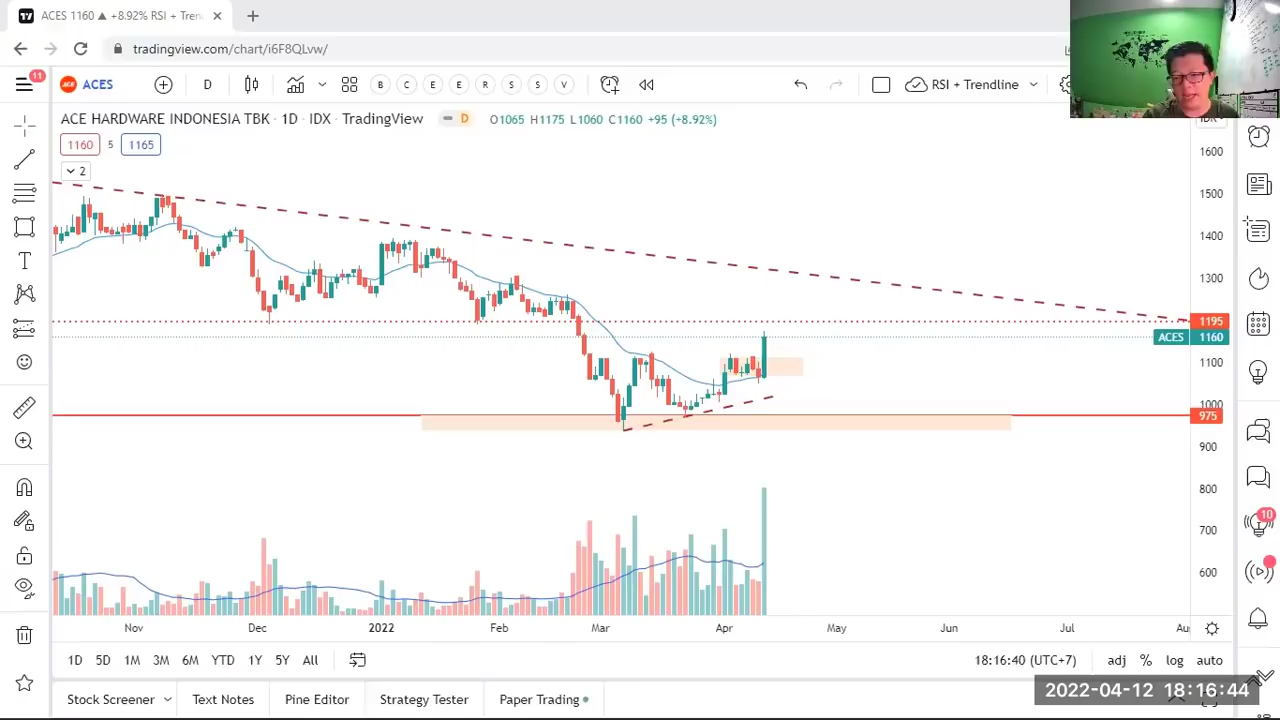 ACES 1160 ▲ +8.92% RSI + Tren
tradingview.com/chart/i6F8QLvw/
11
ACE ACES D B C E E R S S V RSI + Trendline
ACE HARDWARE INDONESIA TBK · 1D · IDX · TradingView D O1065 H1175 L1060 C1160 +95 (+8.92%)
1160 5 1165
2
1600
1500
1400
1300
1195
ACES 1160
1100
1000
975
900
800
700
600
10
Nov Dec 2022 Feb Mar Apr May Jun Jul Au
1D 5D 1M 3M 6M YTD 1Y 5Y All 18:16:40 (UTC+7) adj % log auto
2022-04-12 18:16:44
Stock Screener Text Notes Pine Editor Strategy Tester Paper Trading